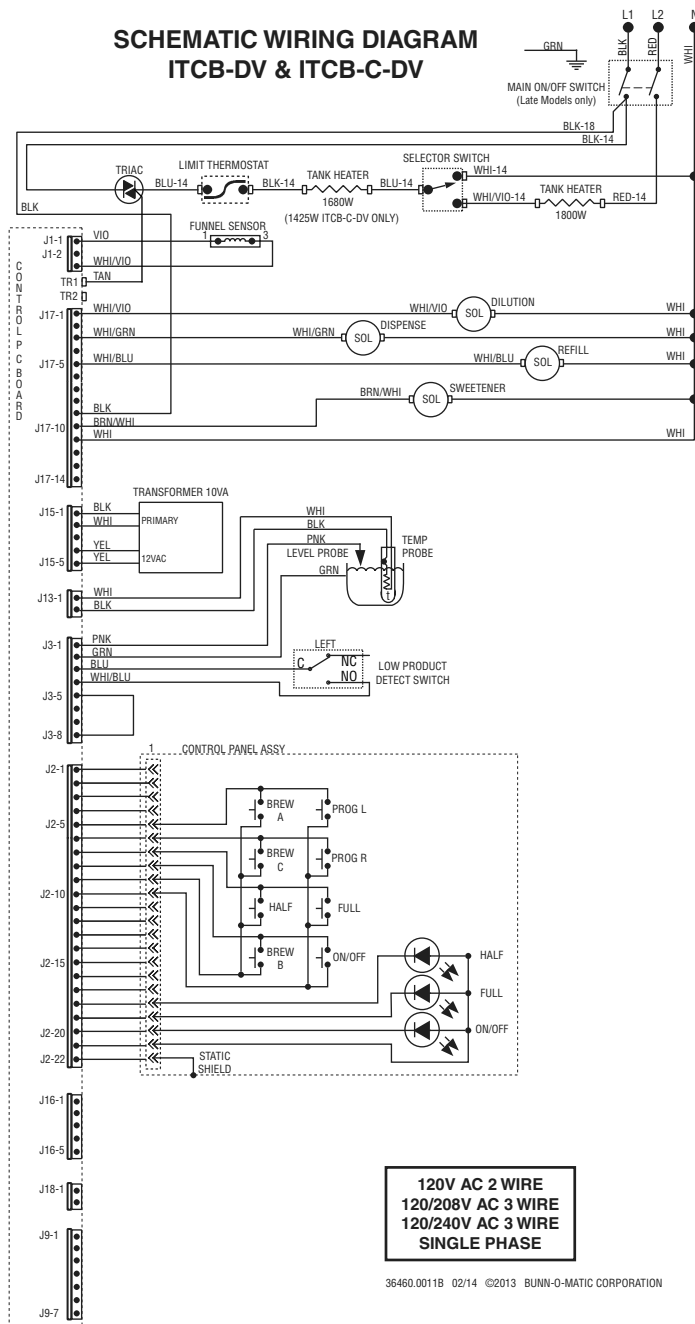 SCHEMATIC WIRING DIAGRAM
ITCB-DV & ITCB-C-DV
L1 L2 N
GRN
BLK
RED
WHI
MAIN ON/OFF SWITCH
(Late Models only)
BLK-18
BLK-14
TRIAC
LIMIT THERMOSTAT
SELECTOR SWITCH
WHI-14
BLU-14
BLK-14
TANK HEATER
1680W
(1425W ITCB-C-DV ONLY)
BLU-14
WHI/VIO-14
TANK HEATER
1800W
RED-14
BLK
CONTROL PC BOARD
J1-1
VIO
FUNNEL SENSOR
1
3
J1-2
WHI/VIO
TR1
TAN
TR2
J17-1
WHI/VIO
WHI/VIO
SOL
DILUTION
WHI
WHI/GRN
WHI/GRN
SOL
DISPENSE
WHI
J17-5
WHI/BLU
WHI/BLU
SOL
REFILL
WHI
BLK
BRN/WHI
SOL
SWEETENER
J17-10
BRN/WHI
WHI
WHI
J17-14
TRANSFORMER 10VA
J15-1
BLK
WHI
PRIMARY
YEL
12VAC
J15-5
YEL
WHI
BLK
PNK
LEVEL PROBE
TEMP
PROBE
GRN
t
J13-1
WHI
BLK
J3-1
PNK
GRN
BLU
WHI/BLU
LEFT
C
NC
NO
LOW PRODUCT
DETECT SWITCH
J3-5
J3-8
1
CONTROL PANEL ASSY
J2-1
J2-5
BREW
A
PROG L
BREW
C
PROG R
J2-10
HALF
FULL
BREW
B
ON/OFF
J2-15
HALF
FULL
ON/OFF
J2-20
J2-22
STATIC
SHIELD
J16-1
J16-5
J18-1
J9-1
J9-7
120V AC 2 WIRE
120/208V AC 3 WIRE
120/240V AC 3 WIRE
SINGLE PHASE
36460.0011B 02/14 ©2013 BUNN-O-MATIC CORPORATION